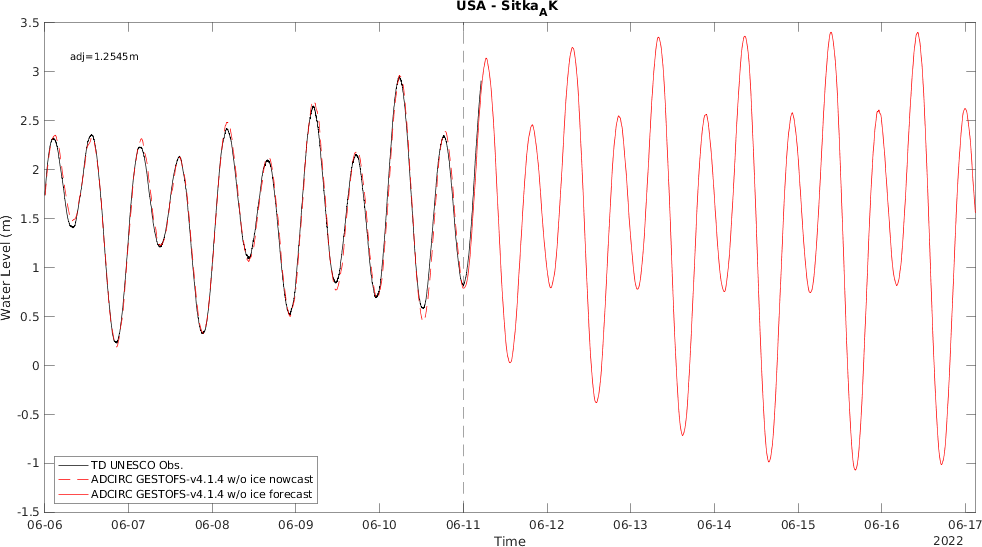 USA - Sitka_AK
adj=1.2545m
3.5
3
2.5
2
1.5
1
0.5
0
-0.5
-1
-1.5
Water Level (m)
TD UNESCO Obs.
ADCIRC GESTOFS-v4.1.4 w/o ice nowcast
ADCIRC GESTOFS-v4.1.4 w/o ice forecast
06-06 06-07 06-08 06-09 06-10 06-11 06-12 06-13 06-14 06-15 06-16 06-17
Time
2022